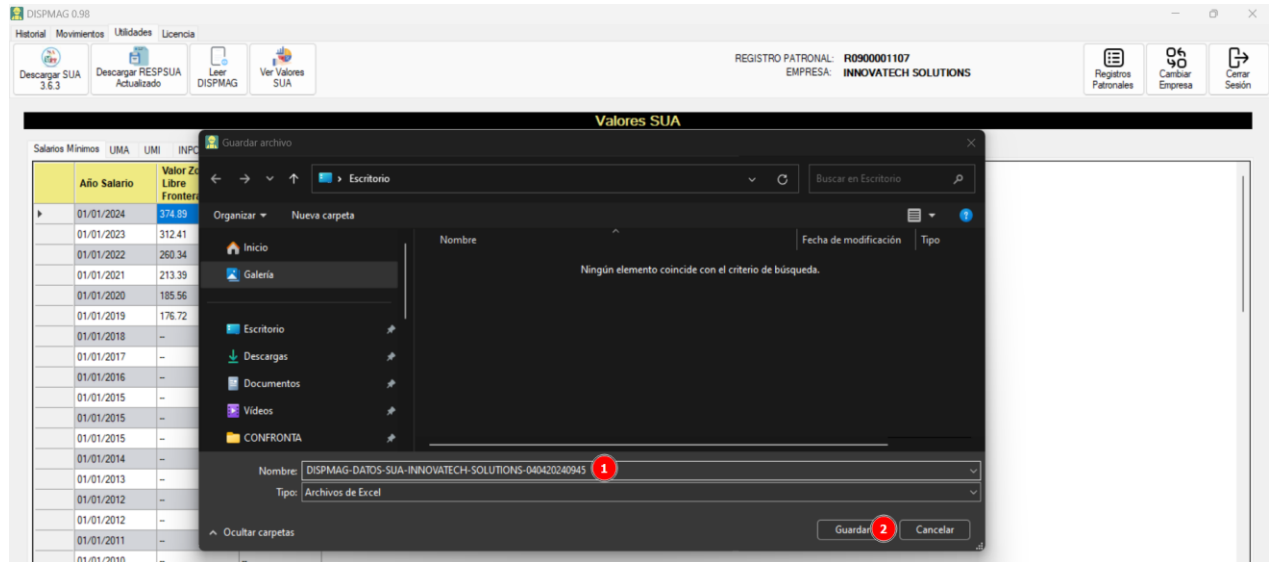 DISPMAG 0.98
Historial Movimientos Utilidades Licencia
Descargar SUA 3.6.3
Descargar RESPSUA Actualizado
Leer DISPMAG
Ver Valores SUA
REGISTRO PATRONAL: R0900001107
EMPRESA: INNOVATECH SOLUTIONS
Registros Patronales
Cambiar Empresa
Cerrar Sesión
Valores SUA
Salarios Mínimos UMA UMI INPC
Año Salario
Libre
01/01/2024 374.89
01/01/2023 312.41
01/01/2022 260.34
01/01/2021 213.39
01/01/2020 185.56
01/01/2019 176.72
01/01/2018 --
01/01/2017 --
01/01/2016 --
01/01/2015 --
01/01/2015 --
01/01/2015 --
01/01/2014 --
01/01/2013 --
01/01/2012 --
01/01/2012 --
01/01/2011 --
01/01/2010 -- --
Guardar archivo
Escritorio
Buscar en Escritorio
Organizar Nueva carpeta
Inicio
Galería
Escritorio
Descargas
Documentos
Vídeos
CONFRONTA
Nombre Fecha de modificación Tipo
Ningún elemento coincide con el criterio de búsqueda.
Nombre: DISPMAG-DATOS-SUA-INNOVATECH-SOLUTIONS-040420240945 1
Tipo: Archivos de Excel
Ocultar carpetas
Guardar 2 Cancelar